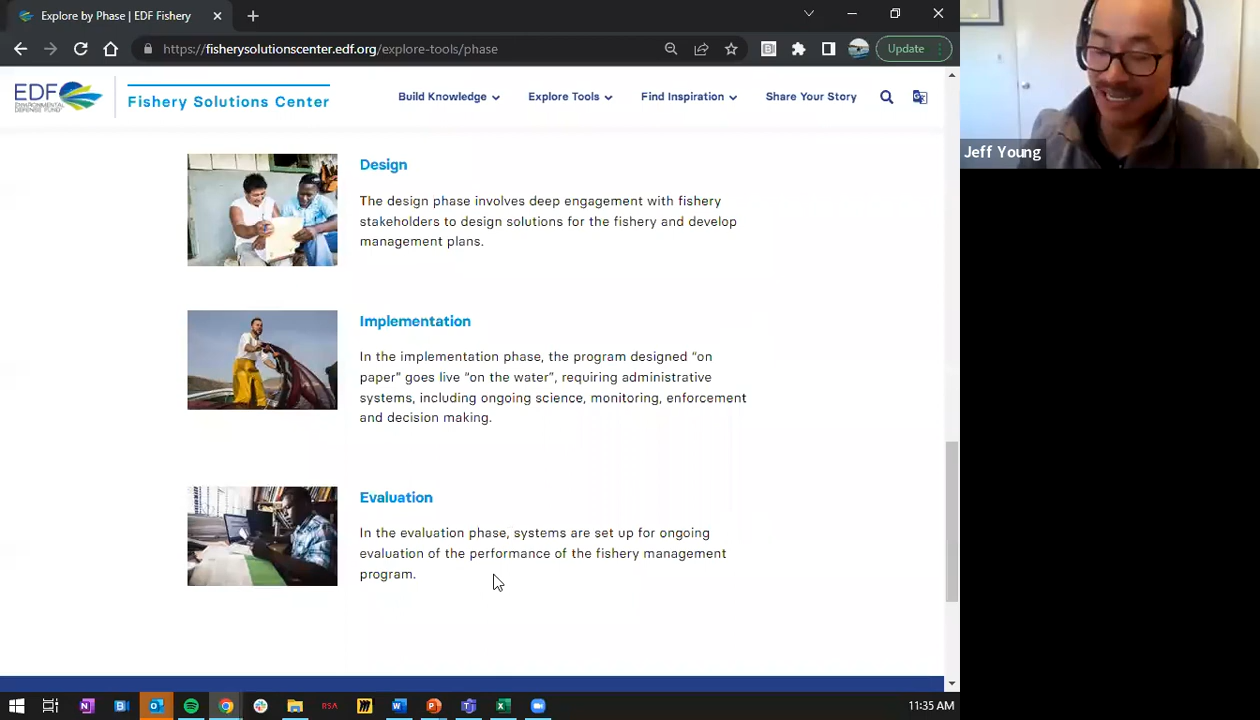 Explore by Phase | EDF Fishery
https://fisherysolutionscenter.edf.org/explore-tools/phase
Update
EDF
ENVIRONMENTAL
DEFENSE FUND
Fishery Solutions Center
Build Knowledge
Explore Tools
Find Inspiration
Share Your Story
Jeff Young
Design
The design phase involves deep engagement with fishery
stakeholders to design solutions for the fishery and develop
management plans.
Implementation
In the implementation phase, the program designed “on
paper” goes live “on the water”, requiring administrative
systems, including ongoing science, monitoring, enforcement
and decision making.
Evaluation
In the evaluation phase, systems are set up for ongoing
evaluation of the performance of the fishery management
program.
RSA
11:35 AM